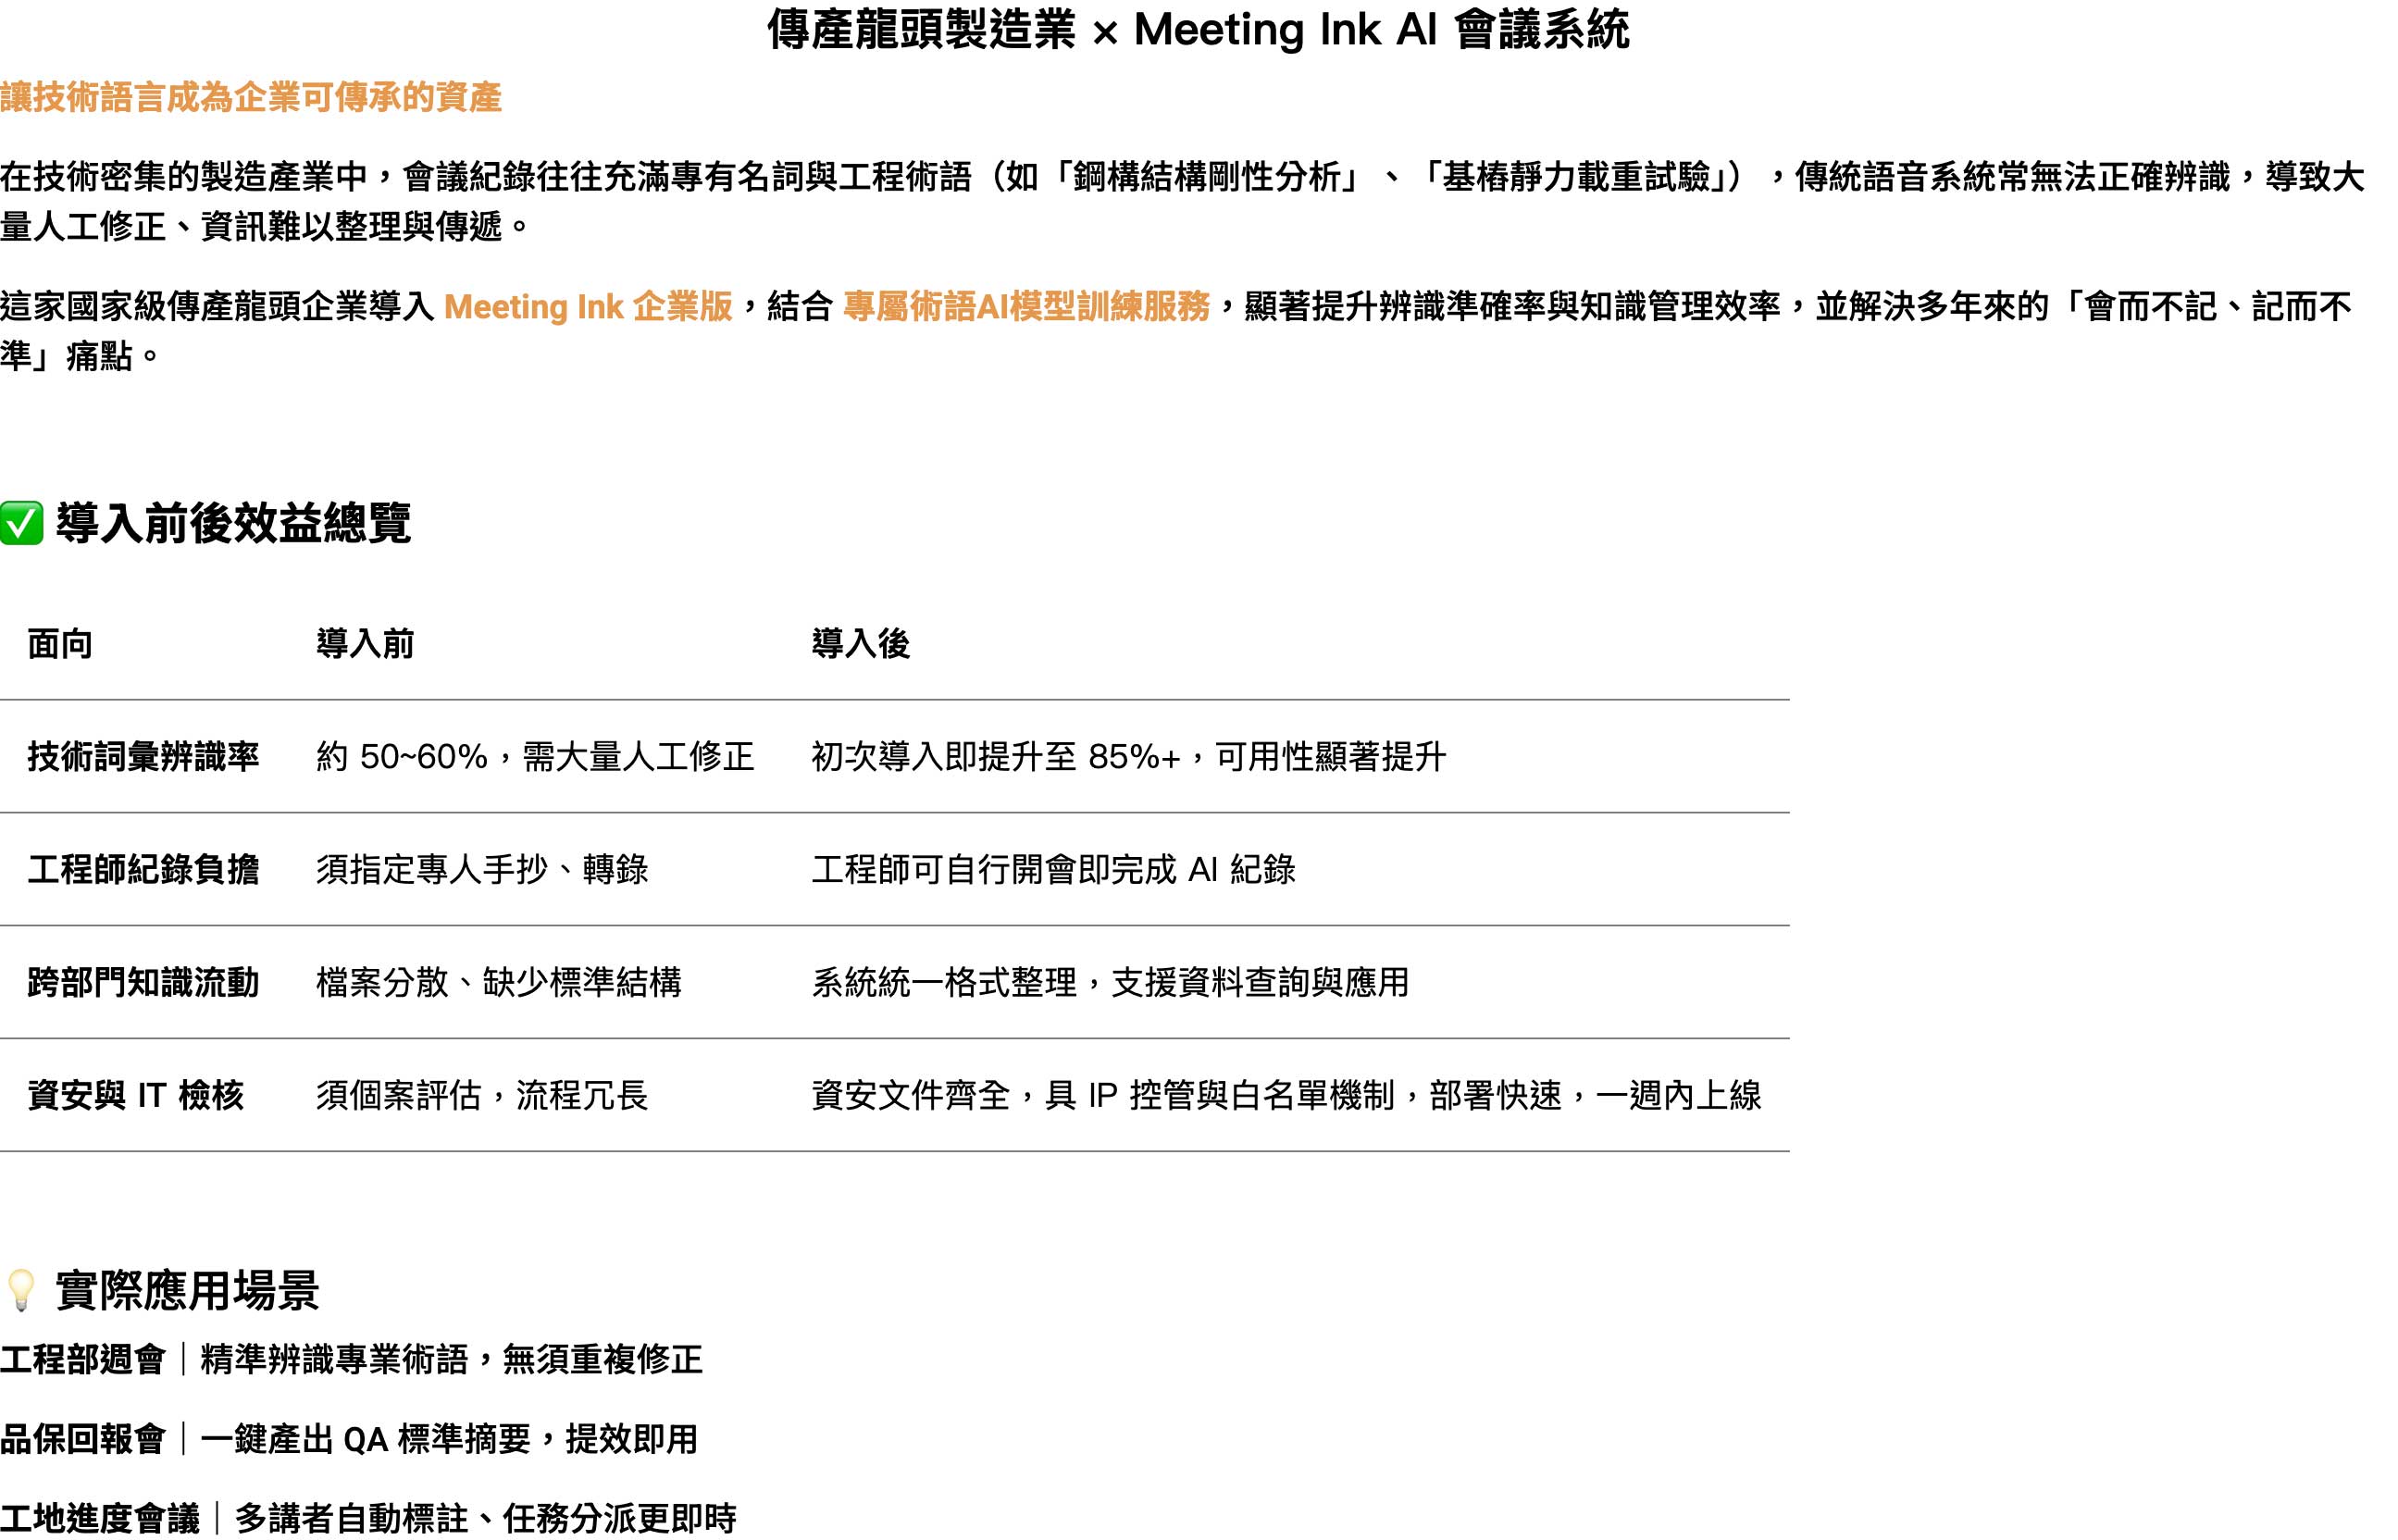 傳產龍頭製造業 × Meeting Ink AI 會議系統
讓技術語言成為企業可傳承的資產
在技術密集的製造產業中，會議紀錄往往充滿專有名詞與工程術語（如「鋼構結構剛性分析」、「基樁靜力載重試驗」），傳統語音系統常無法正確辨識，導致大
量人工修正、資訊難以整理與傳遞。
這家國家級傳產龍頭企業導入 Meeting Ink 企業版，結合 專屬術語AI模型訓練服務，顯著提升辨識準確率與知識管理效率，並解決多年來的「會而不記、記而不
準」痛點。
✅ 導入前後效益總覽
面向 導入前 導入後
技術詞彙辨識率 約 50~60%，需大量人工修正 初次導入即提升至 85%+，可用性顯著提升
工程師紀錄負擔 須指定專人手抄、轉錄 工程師可自行開會即完成 AI 紀錄
跨部門知識流動 檔案分散、缺少標準結構 系統統一格式整理，支援資料查詢與應用
資安與 IT 檢核 須個案評估，流程冗長 資安文件齊全，具 IP 控管與白名單機制，部署快速，一週內上線
💡 實際應用場景
工程部週會｜精準辨識專業術語，無須重複修正
品保回報會｜一鍵產出 QA 標準摘要，提效即用
工地進度會議｜多講者自動標註、任務分派更即時